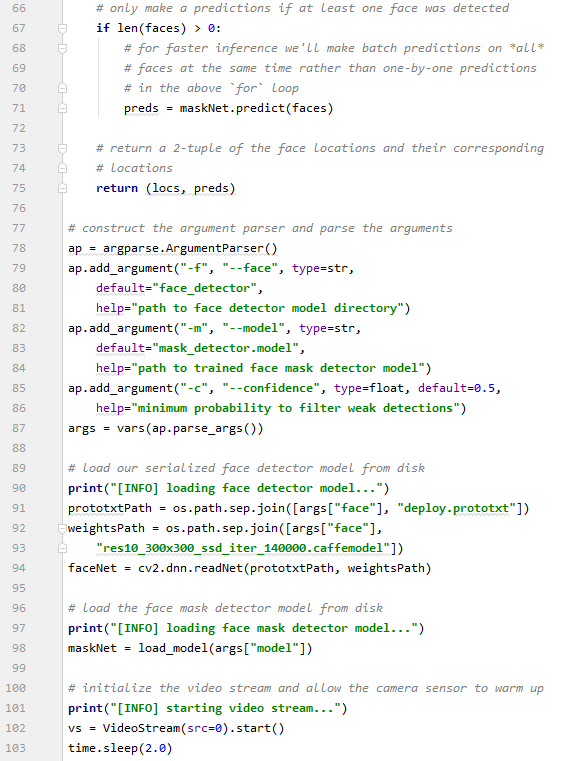 66 # only make a predictions if at least one face was detected
67 if len(faces) > 0:
68 # for faster inference we'll make batch predictions on *all*
69 # faces at the same time rather than one-by-one predictions
70 # in the above `for` loop
71 preds = maskNet.predict(faces)
72
73 # return a 2-tuple of the face locations and their corresponding
74 # locations
75 return (locs, preds)
76
77 # construct the argument parser and parse the arguments
78 ap = argparse.ArgumentParser()
79 ap.add_argument("-f", "--face", type=str,
80 default="face_detector",
81 help="path to face detector model directory")
82 ap.add_argument("-m", "--model", type=str,
83 default="mask_detector.model",
84 help="path to trained face mask detector model")
85 ap.add_argument("-c", "--confidence", type=float, default=0.5,
86 help="minimum probability to filter weak detections")
87 args = vars(ap.parse_args())
88
89 # load our serialized face detector model from disk
90 print("[INFO] loading face detector model...")
91 prototxtPath = os.path.sep.join([args["face"], "deploy.prototxt"])
92 weightsPath = os.path.sep.join([args["face"],
93 "res10_300x300_ssd_iter_140000.caffemodel"])
94 faceNet = cv2.dnn.readNet(prototxtPath, weightsPath)
95
96 # load the face mask detector model from disk
97 print("[INFO] loading face mask detector model...")
98 maskNet = load_model(args["model"])
99
100 # initialize the video stream and allow the camera sensor to warm up
101 print("[INFO] starting video stream...")
102 vs = VideoStream(src=0).start()
103 time.sleep(2.0)